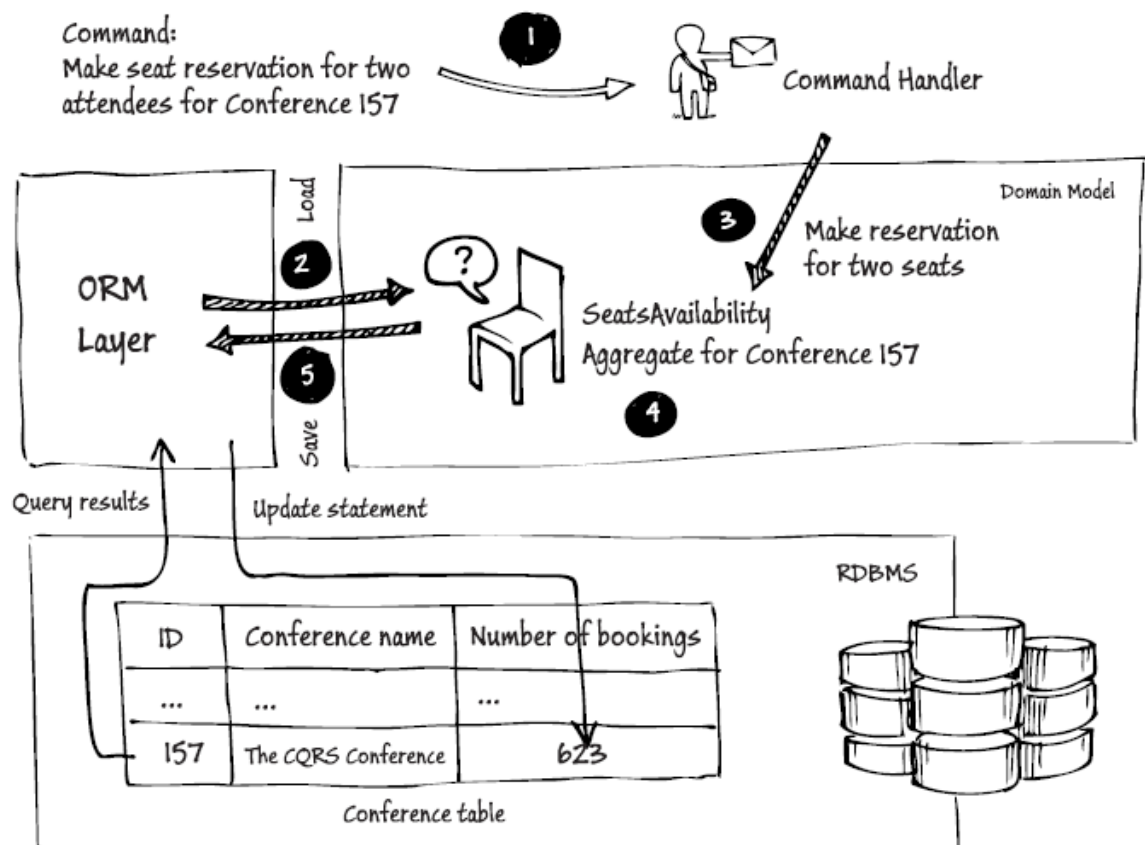 Command:
Make seat reservation for two
attendees for Conference 157
1
Command Handler
Load
Domain Model
3
Make reservation
for two seats
2
?
ORM
Layer
SeatsAvailability
Aggregate for Conference 157
5
4
Save
Query results
Update statement
RDBMS
ID Conference name Number of bookings
... ... ...
157 The CQRS Conference 623
Conference table